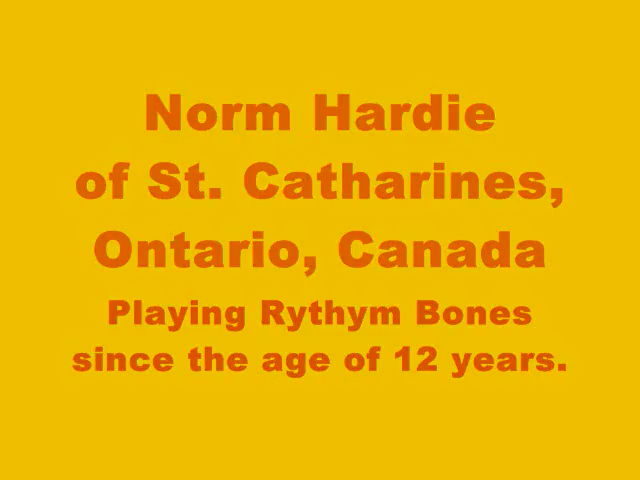 Norm Hardie
of St. Catharines,
Ontario, Canada
Playing Rythym Bones
since the age of 12 years.